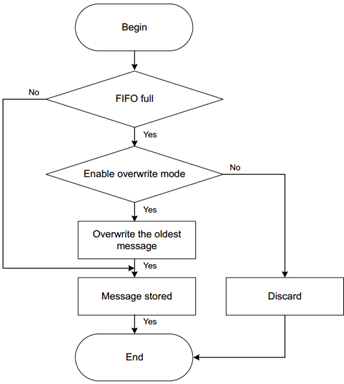 Begin
No
FIFO full
Yes
Enable overwrite mode
No
Yes
Overwrite the oldest
message
Yes
Message stored
Discard
Yes
End